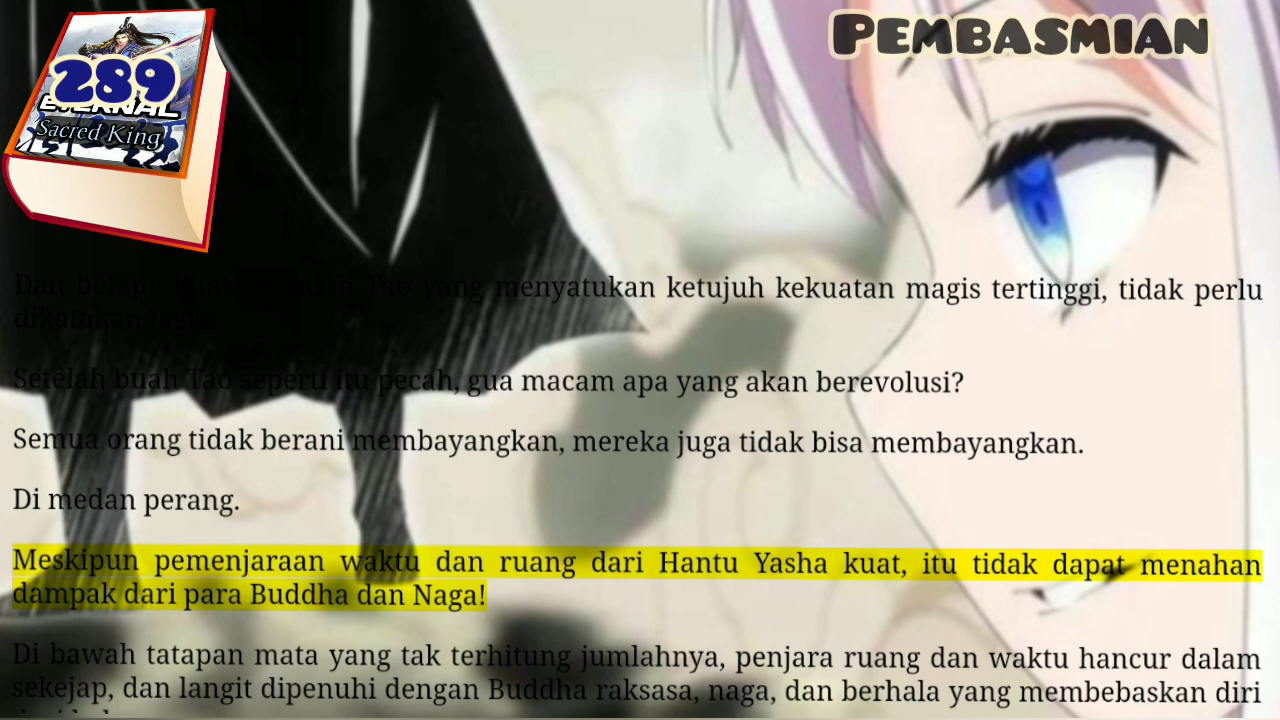 PEMBASMIAN
289
ETERNAL
Sacred King
Dan betapa Tao yang menyatukan ketujuh kekuatan magis tertinggi, tidak perlu
dikatakan lagi.
Setelah buah Tao seperti itu pecah, gua macam apa yang akan berevolusi?
Semua orang tidak berani membayangkan, mereka juga tidak bisa membayangkan.
Di medan perang.
Meskipun pemenjaraan waktu dan ruang dari Hantu Yasha kuat, itu tidak dapat menahan
dampak dari para Buddha dan Naga!
Di bawah tatapan mata yang tak terhitung jumlahnya, penjara ruang dan waktu hancur dalam
sekejap, dan langit dipenuhi dengan Buddha raksasa, naga, dan berhala yang membebaskan diri